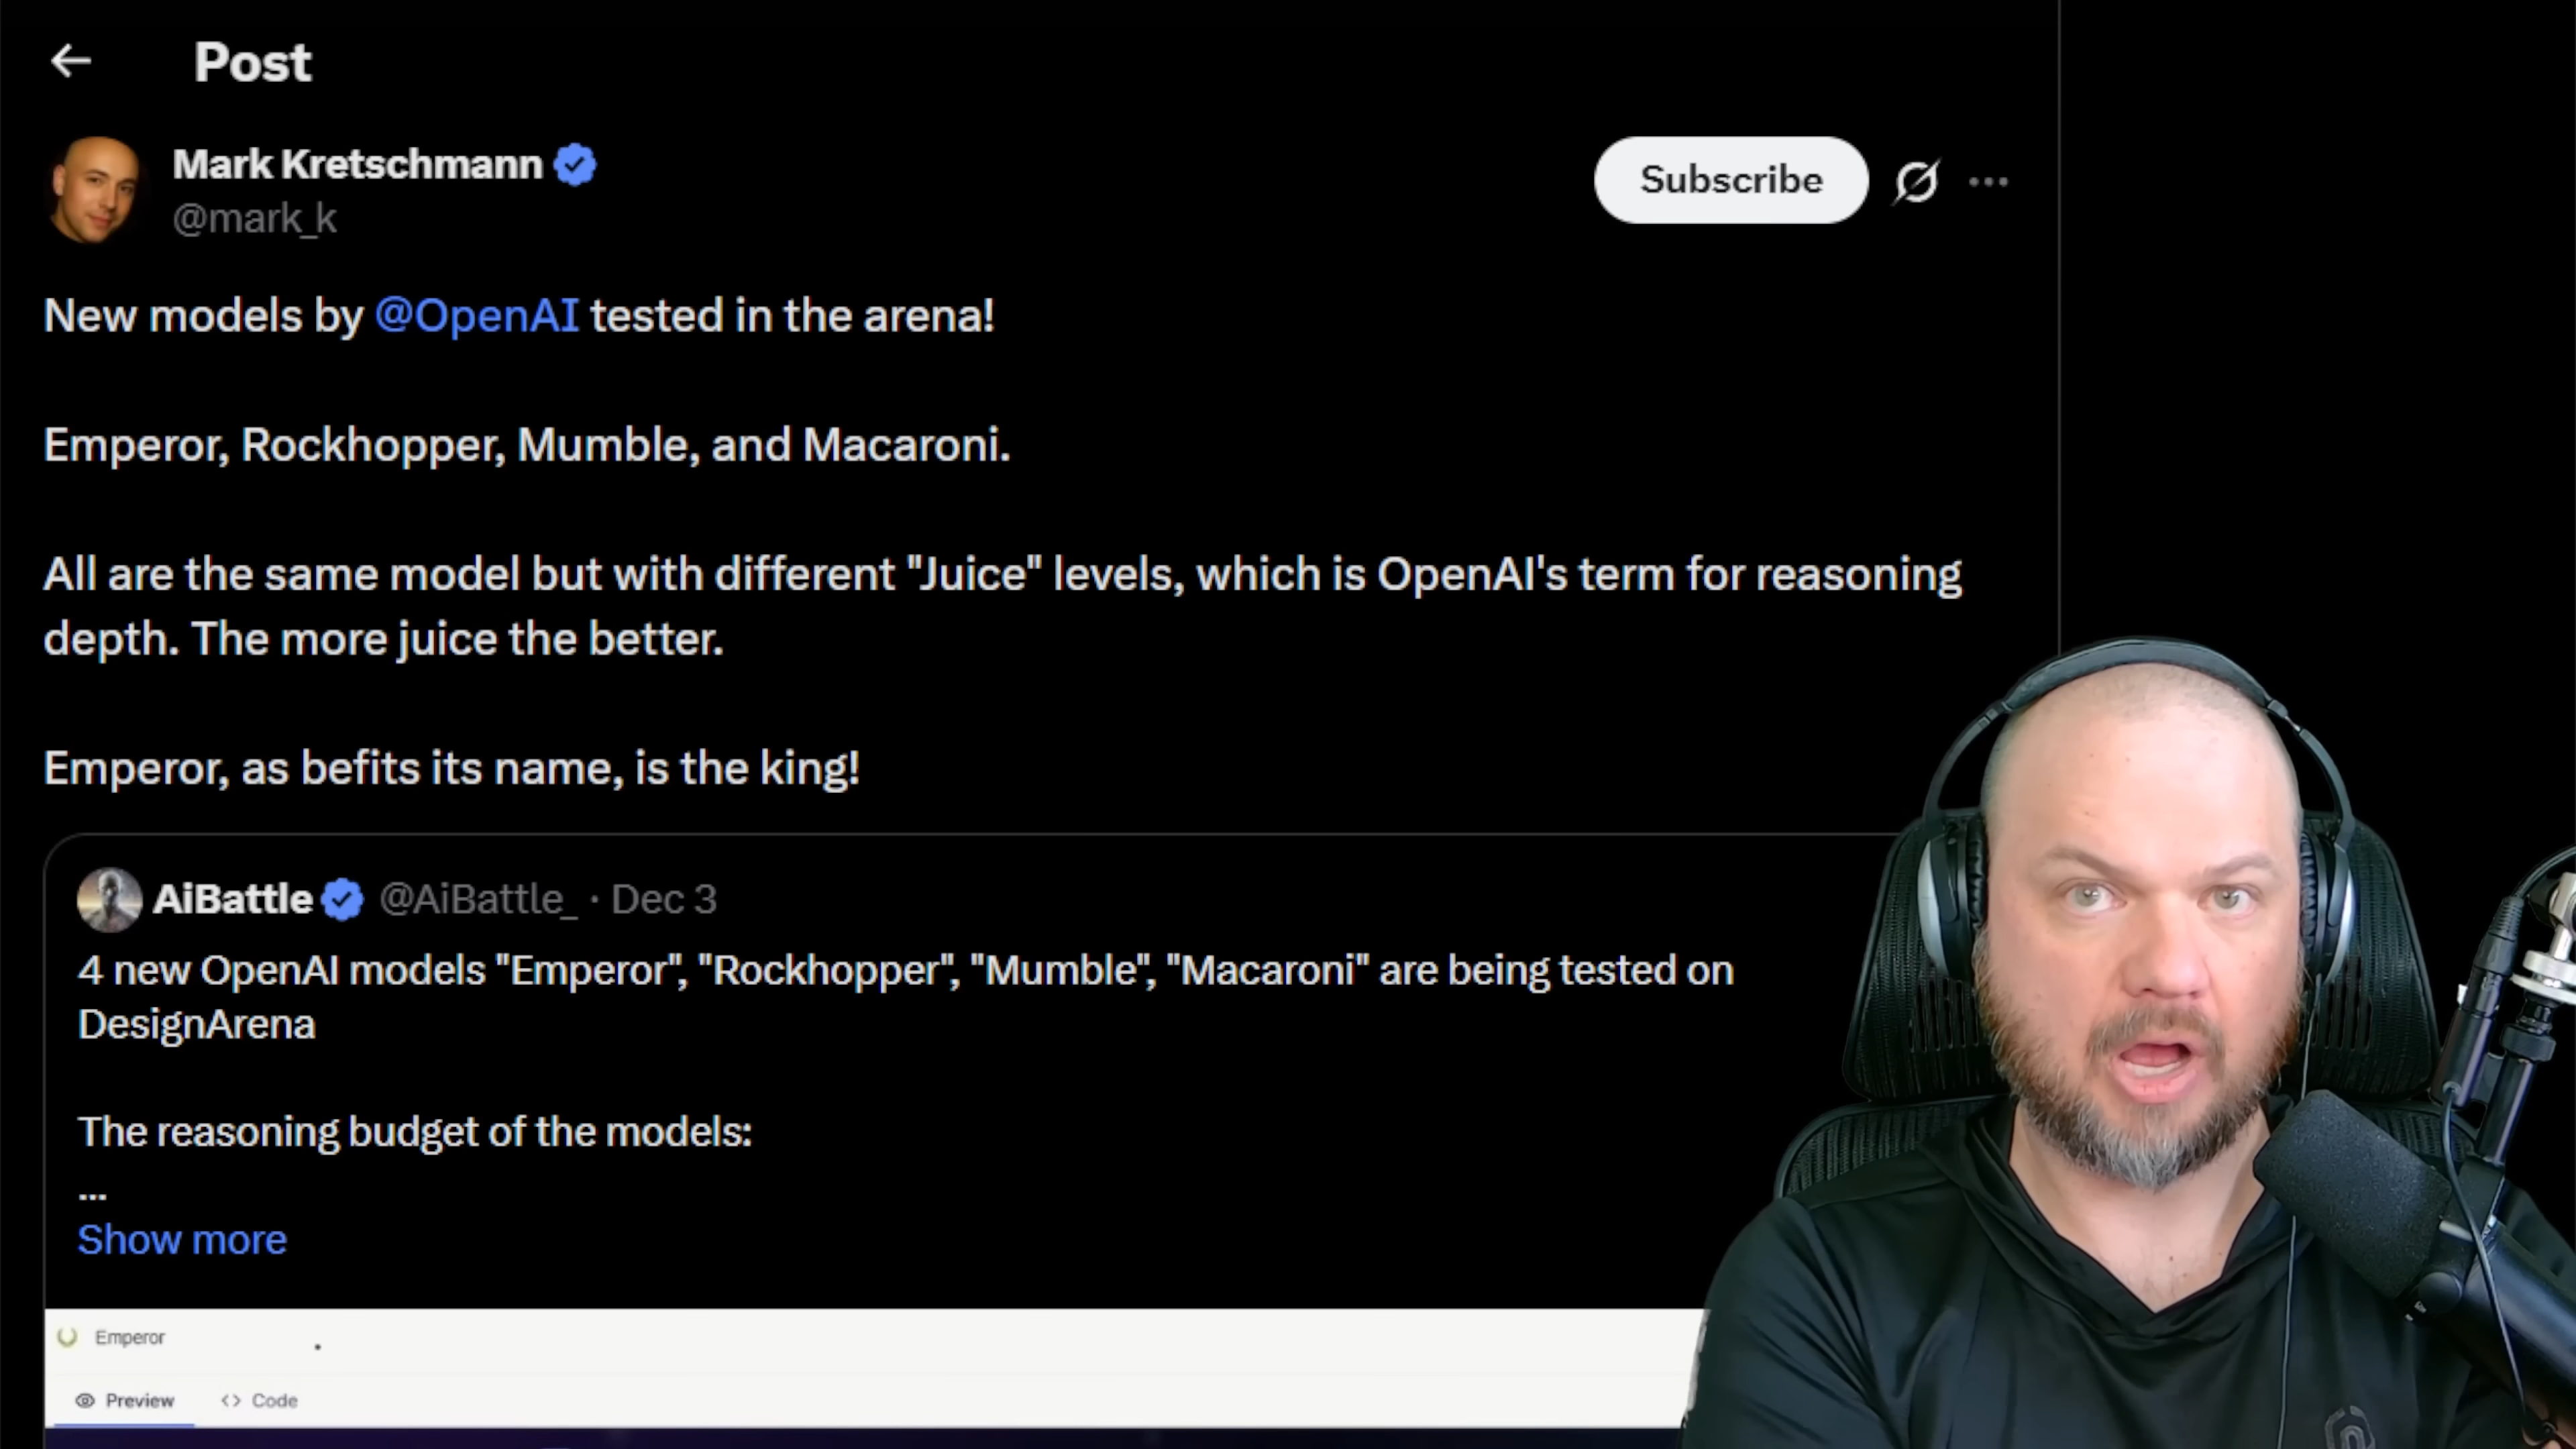 Post
Mark Kretschmann
@mark_k
Subscribe
New models by @OpenAI tested in the arena!
Emperor, Rockhopper, Mumble, and Macaroni.
All are the same model but with different "Juice" levels, which is OpenAI's term for reasoning
depth. The more juice the better.
Emperor, as befits its name, is the king!
AiBattle @AiBattle_ · Dec 3
4 new OpenAI models "Emperor", "Rockhopper", "Mumble", "Macaroni" are being tested on
DesignArena
The reasoning budget of the models:
...
Show more
Emperor
Preview <> Code